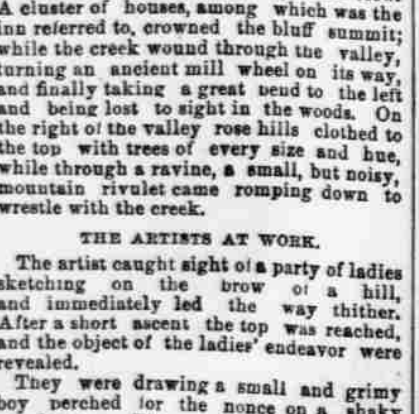 A cluster of houses, among which was the
inn referred to, crowned the bluff summit;
while the creek wound through the valley,
turning an ancient mill wheel on its way,
and finally taking a great bend to the left
and being lost to sight in the woods. On
the right of the valley rose hills clothed to
the top with trees of every size and hue,
while through a ravine, a small, but noisy,
mountain rivulet came romping down to
wrestle with the creek.
THE ARTISTS AT WORK.
The artist caught sight of a party of ladies
sketching on the brow of a hill,
and immediately led the way thither.
After a short ascent the top was reached,
and the object of the ladies' endeavor were
revealed.
They were drawing a small and grimy
boy perched for the nonce on a shaky